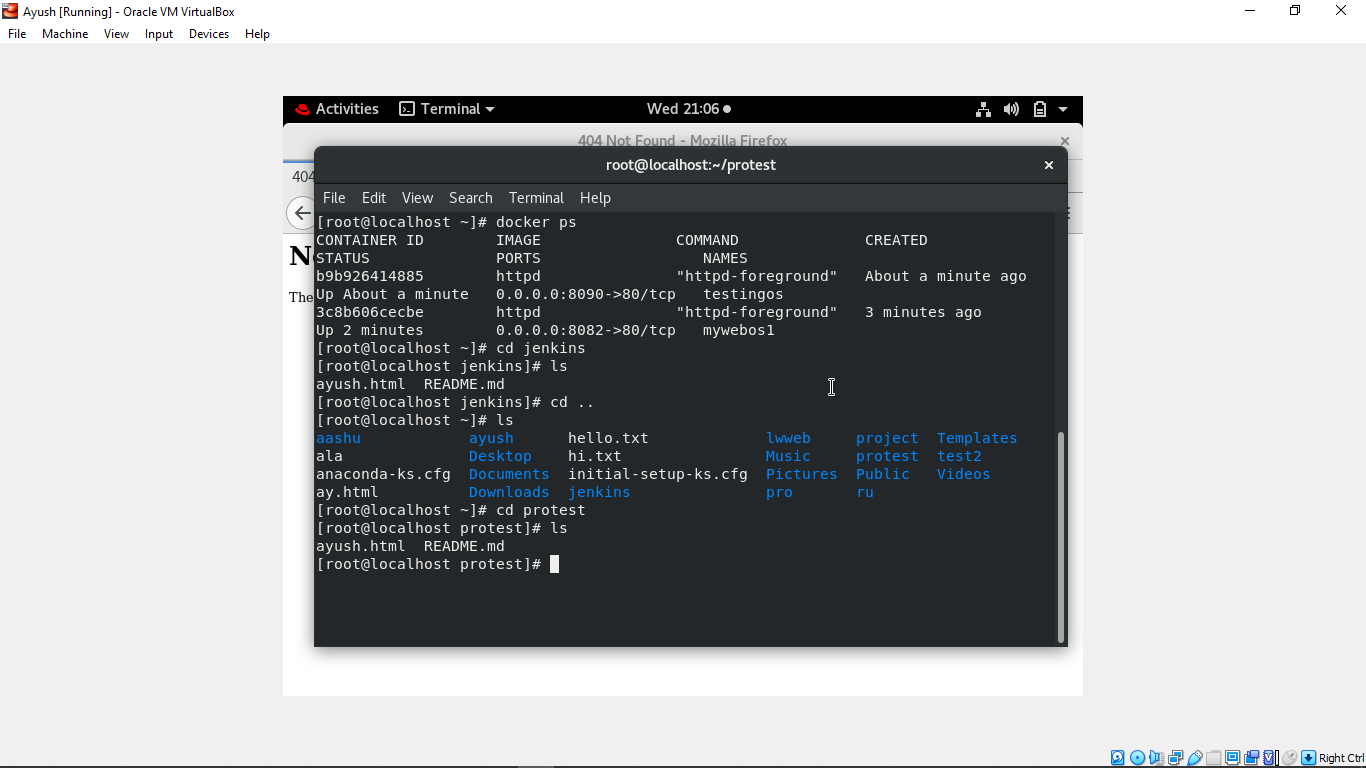 Ayush [Running] - Oracle VM VirtualBox
File Machine View Input Devices Help
Activities Terminal Wed 21:06
404 Not Found - Mozilla Firefox
root@localhost:~/protest
404
File Edit View Search Terminal Help
[root@localhost ~]# docker ps
CONTAINER ID IMAGE COMMAND CREATED
STATUS PORTS NAMES
b9b926414885 httpd "httpd-foreground" About a minute ago
The
Up About a minute 0.0.0.0:8090->80/tcp testingos
3c8b606cecbe httpd "httpd-foreground" 3 minutes ago
Up 2 minutes 0.0.0.0:8082->80/tcp mywebos1
[root@localhost ~]# cd jenkins
[root@localhost jenkins]# ls
ayush.html README.md
[root@localhost jenkins]# cd ..
[root@localhost ~]# ls
aashu ayush hello.txt lwweb project Templates
ala Desktop hi.txt Music protest test2
anaconda-ks.cfg Documents initial-setup-ks.cfg Pictures Public Videos
ay.html Downloads jenkins pro ru
[root@localhost ~]# cd protest
[root@localhost protest]# ls
ayush.html README.md
[root@localhost protest]#
Right Ctrl